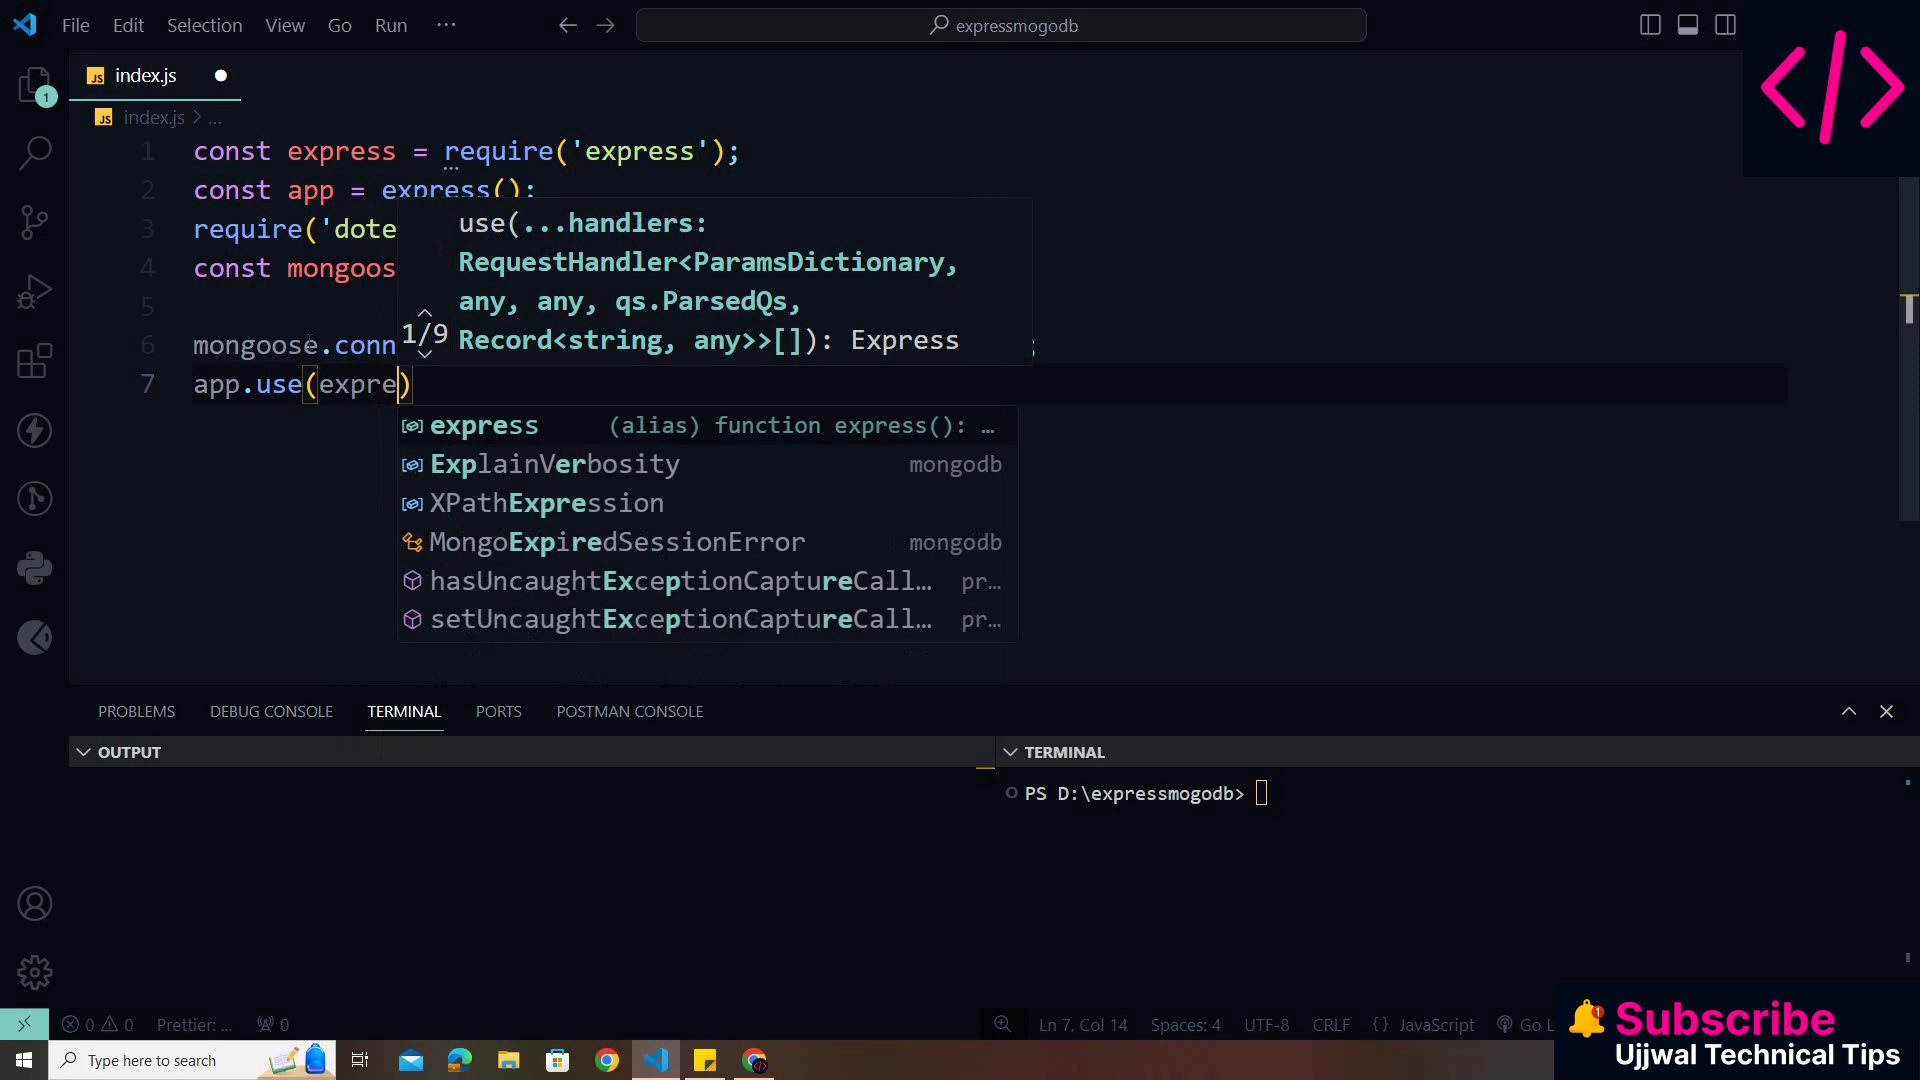 File Edit Selection View Go Run ···
expressmogodb
index.js
1
index.js > ...
1 const express = require('express');
2 const app = express();
3 require('dote
4 const mongoos
5
6 mongoose.conn ;
7 app.use(expre)
use(...handlers:
RequestHandler<ParamsDictionary,
any, any, qs.ParsedQs,
1/9
Record<string, any>>[]): Express
express (alias) function express(): …
ExplainVerbosity mongodb
XPathExpression
MongoExpiredSessionError mongodb
hasUncaughtExceptionCaptureCall… pr…
setUncaughtExceptionCaptureCall… pr…
PROBLEMS DEBUG CONSOLE TERMINAL PORTS POSTMAN CONSOLE
OUTPUT
TERMINAL
PS D:\expressmogodb>
0 0 Prettier: ... 0
Ln 7, Col 14 Spaces: 4 UTF-8 CRLF {} JavaScript Go L
Type here to search
1
Subscribe
Ujjwal Technical Tips